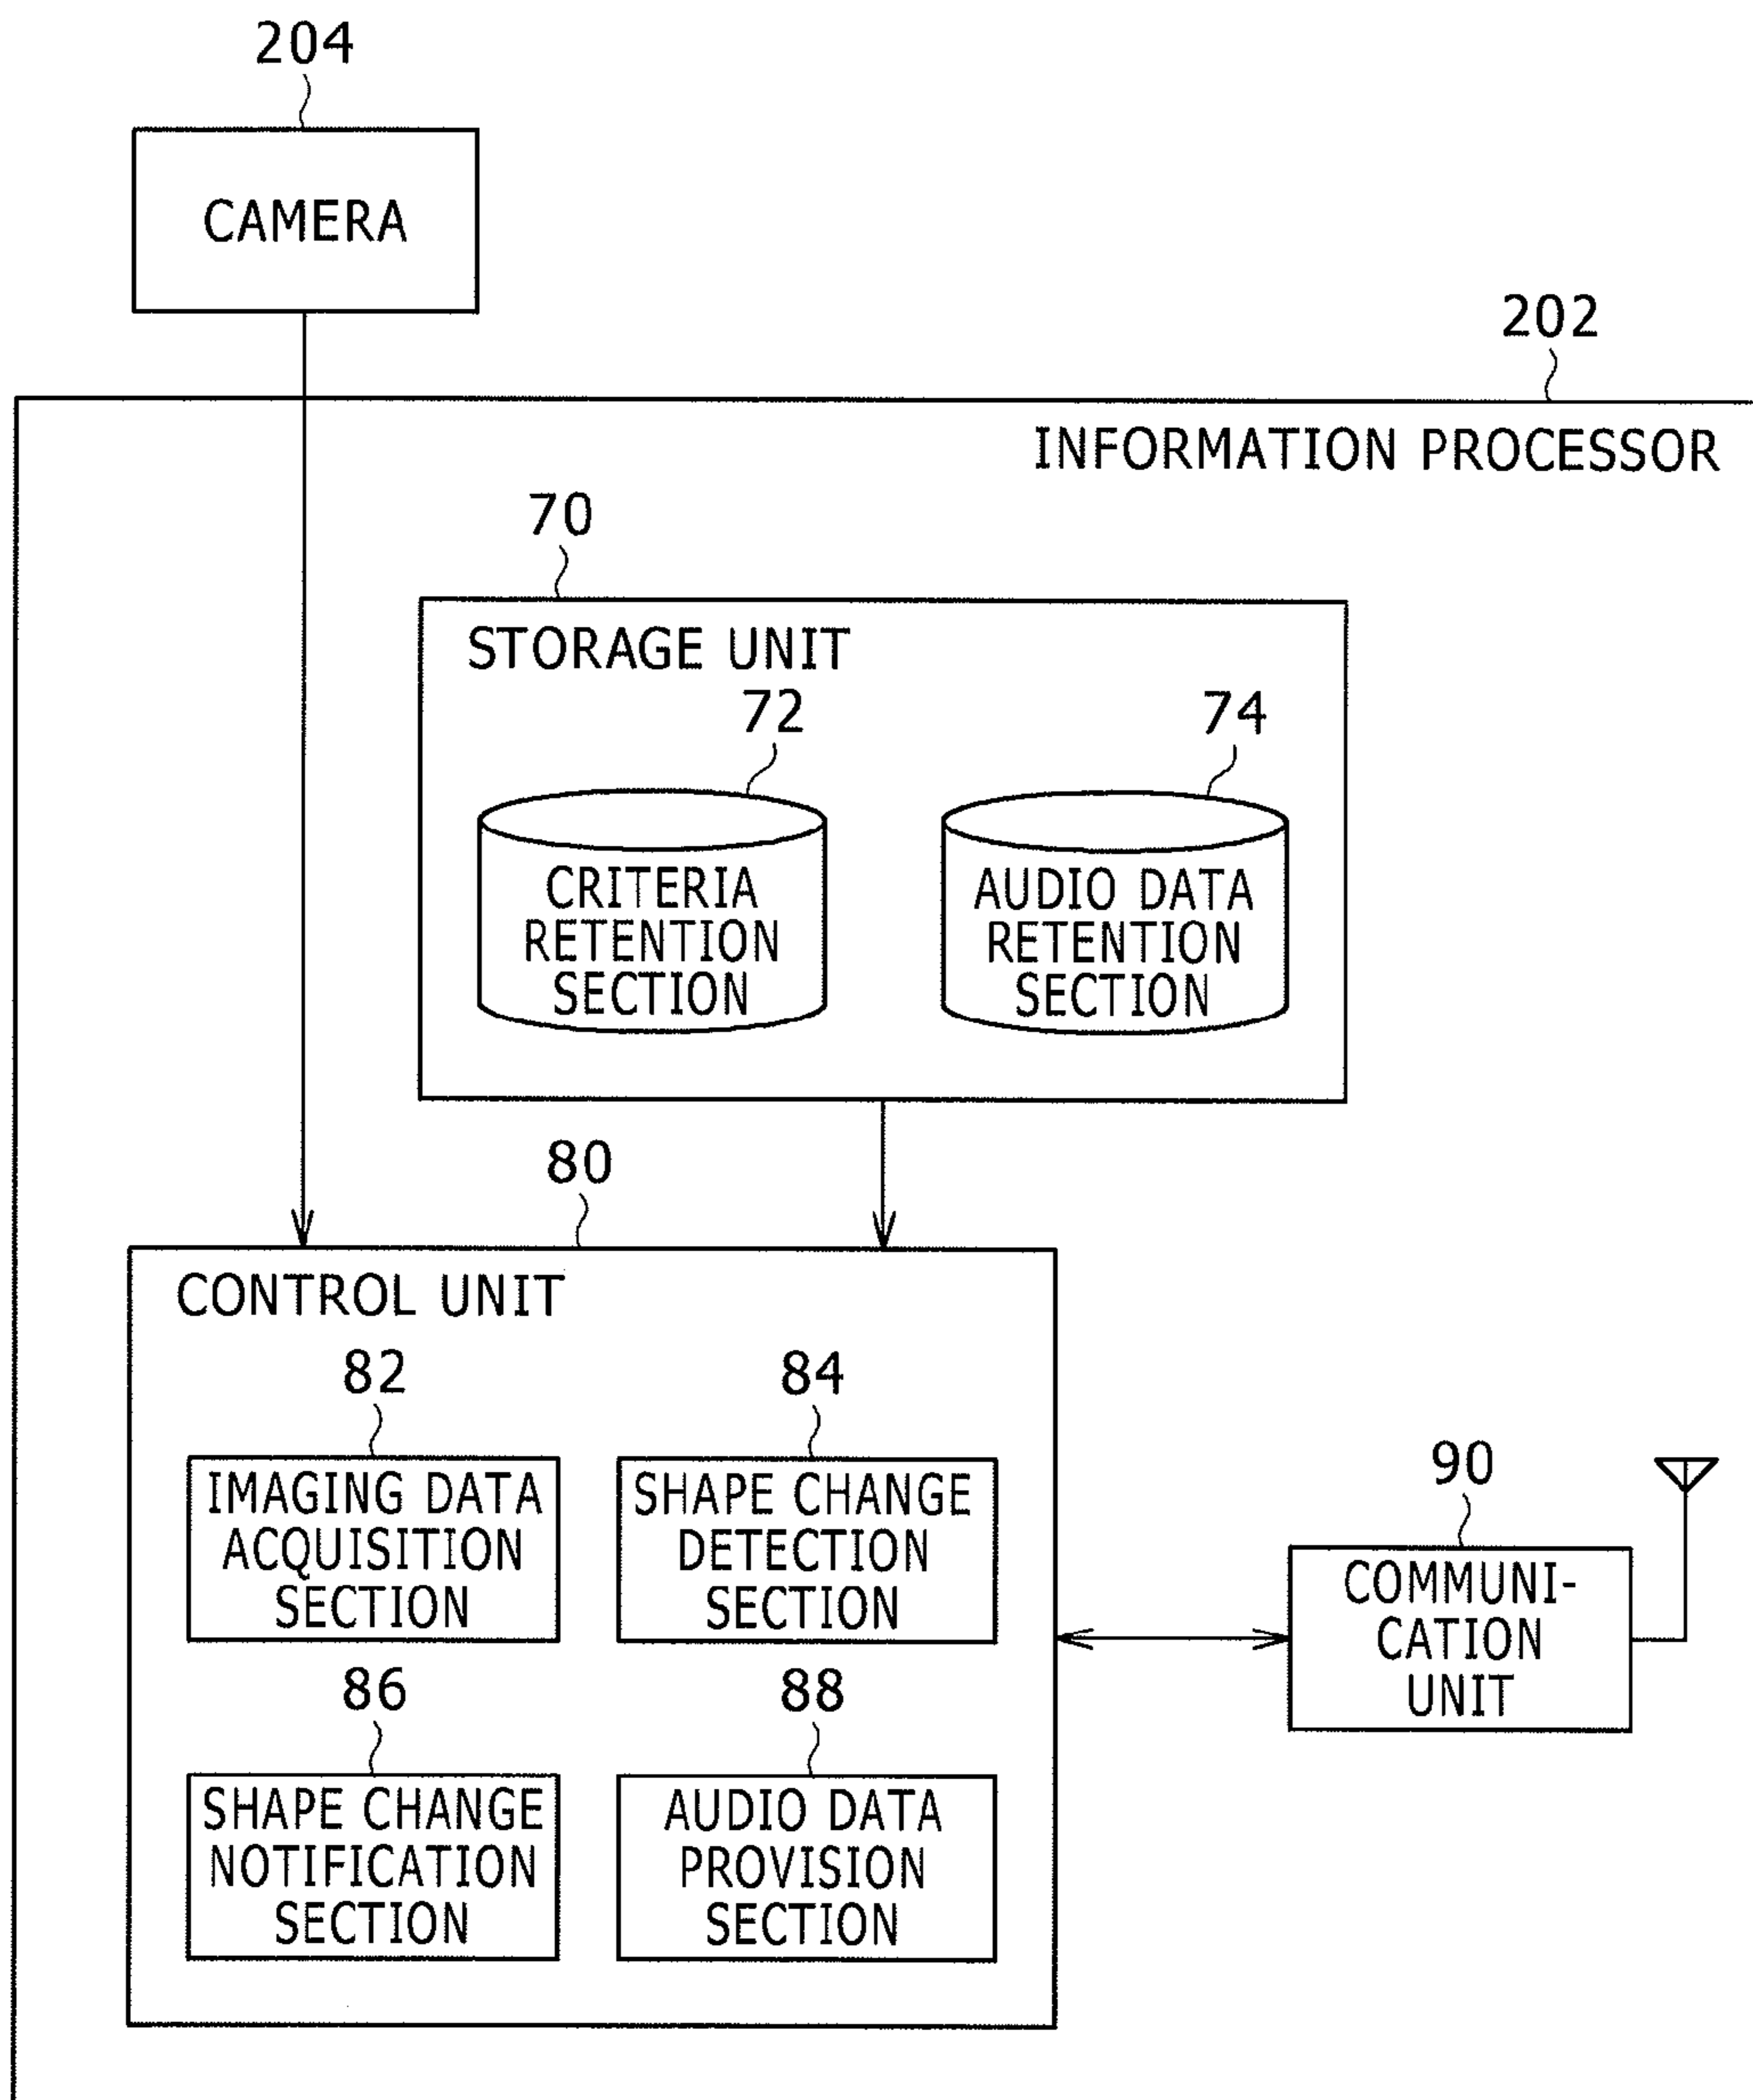 204
CAMERA
202
INFORMATION PROCESSOR
70
STORAGE UNIT
72
74
CRITERIA
RETENTION
SECTION
AUDIO DATA
RETENTION
SECTION
80
CONTROL UNIT
82
IMAGING DATA
ACQUISITION
SECTION
84
SHAPE CHANGE
DETECTION
SECTION
86
SHAPE CHANGE
NOTIFICATION
SECTION
88
AUDIO DATA
PROVISION
SECTION
90
COMMUNI-
CATION
UNIT